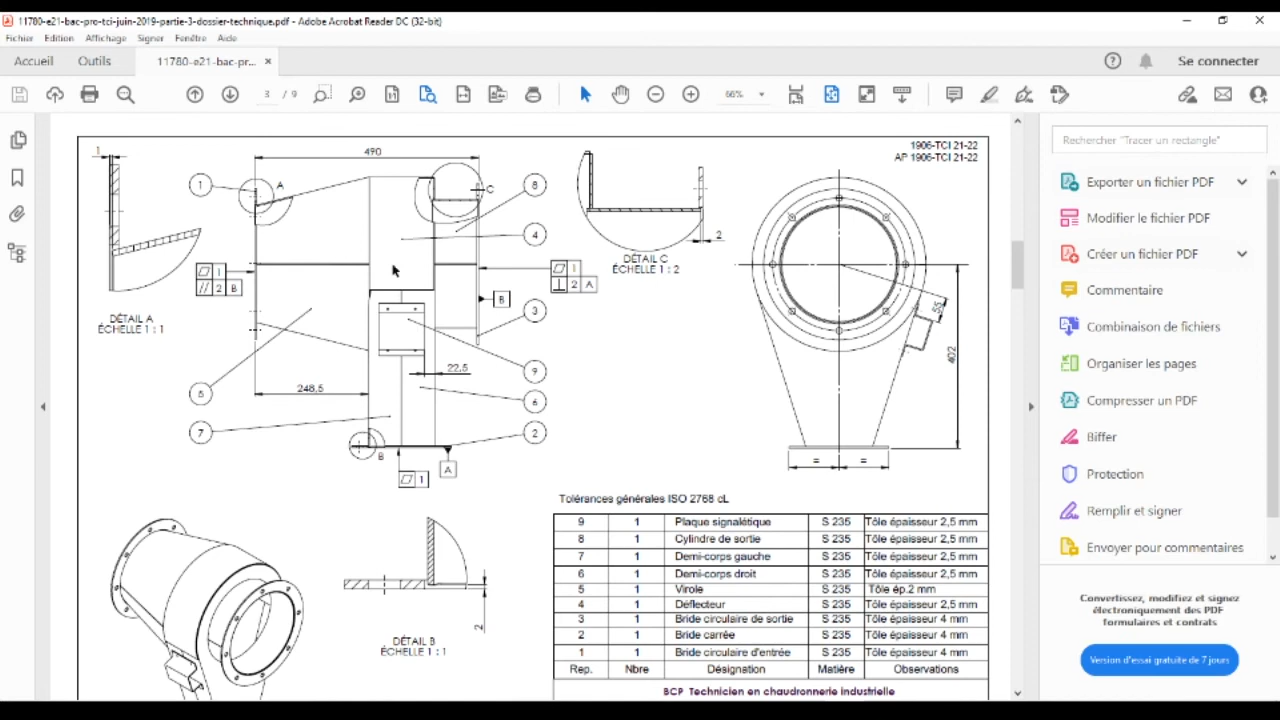 11780-e21-bac-pro-tci-juin-2019-partie-3-dossier-technique.pdf - Adobe Acrobat Reader DC (32-bit)
Fichier Edition Affichage Signer Fenêtre Aide
Accueil Outils 11780-e21-bac-pr... × Se connecter
3 / 9 66%
Rechercher "Tracer un rectangle"
Exporter un fichier PDF
Modifier le fichier PDF
Créer un fichier PDF
Commentaire
Combinaison de fichiers
Organiser les pages
Compresser un PDF
Biffer
Protection
Remplir et signer
Envoyer pour commentaires
Convertissez, modifiez et signez
électroniquement des PDF
formulaires et contrats
Version d'essai gratuite de 7 jours
1906-TCI 21-22
AP 1906-TCI 21-22
1
490
1
A
C
8
4
2
DÉTAIL C
ÉCHELLE 1 : 2
1
// 2 B
1
⊥ 2 A
B
3
DÉTAIL A
ÉCHELLE 1 : 1
55
402
22,5
9
248,5
6
7
2
B
A
1
= =
Tolérances générales ISO 2768 cL
9 1 Plaque signalétique S 235 Tôle épaisseur 2,5 mm
8 1 Cylindre de sortie S 235 Tôle épaisseur 2,5 mm
7 1 Demi-corps gauche S 235 Tôle épaisseur 2,5 mm
6 1 Demi-corps droit S 235 Tôle épaisseur 2,5 mm
5 1 Virole S 235 Tôle ép.2 mm
4 1 Déflecteur S 235 Tôle épaisseur 2,5 mm
3 1 Bride circulaire de sortie S 235 Tôle épaisseur 4 mm
2 1 Bride carrée S 235 Tôle épaisseur 4 mm
1 1 Bride circulaire d'entrée S 235 Tôle épaisseur 4 mm
Rep. Nbre Désignation Matière Observations
BCP Technicien en chaudronnerie industrielle
2
DÉTAIL B
ÉCHELLE 1 : 1